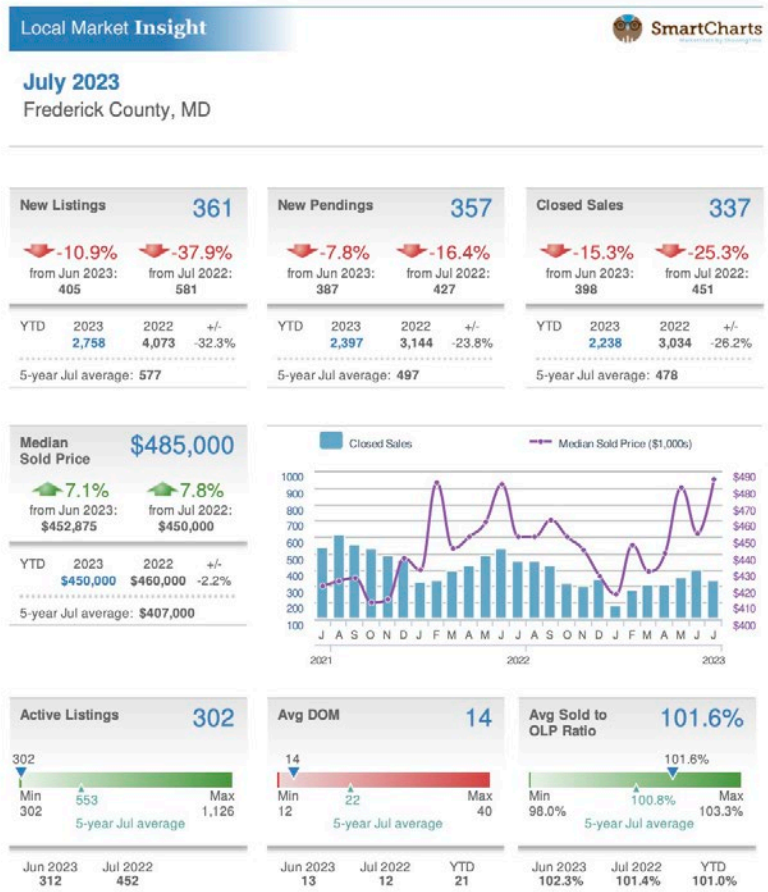 Local Market Insight
SmartCharts
July 2023
Frederick County, MD
New Listings 361
-10.9% -37.9%
from Jun 2023: from Jul 2022:
405 581
YTD 2023 2022 +/-
2,758 4,073 -32.3%
5-year Jul average: 577
New Pendings 357
-7.8% -16.4%
from Jun 2023: from Jul 2022:
387 427
YTD 2023 2022 +/-
2,397 3,144 -23.8%
5-year Jul average: 497
Closed Sales 337
-15.3% -25.3%
from Jun 2023: from Jul 2022:
398 451
YTD 2023 2022 +/-
2,238 3,034 -26.2%
5-year Jul average: 478
Median
Sold Price
$485,000
7.1% 7.8%
from Jun 2023: from Jul 2022:
$452,875 $450,000
YTD 2023 2022 +/-
$450,000 $460,000 -2.2%
5-year Jul average: $407,000
Closed Sales Median Sold Price ($1,000s)
1000 $490
900 $480
800 $470
700 $460
600 $450
500 $440
400 $430
300 $420
200 $410
100 $400
J A S O N D J F M A M J J A S O N D J F M A M J J
2021 2022 2023
Active Listings 302
302
Min Max
302 553 1,126
5-year Jul average
Jun 2023 Jul 2022
312 452
Avg DOM 14
14
Min Max
12 22 40
5-year Jul average
Jun 2023 Jul 2022 YTD
13 12 21
Avg Sold to
OLP Ratio
101.6%
101.6%
Min Max
98.0% 100.8% 103.3%
5-year Jul average
Jun 2023 Jul 2022 YTD
102.3% 101.4% 101.0%